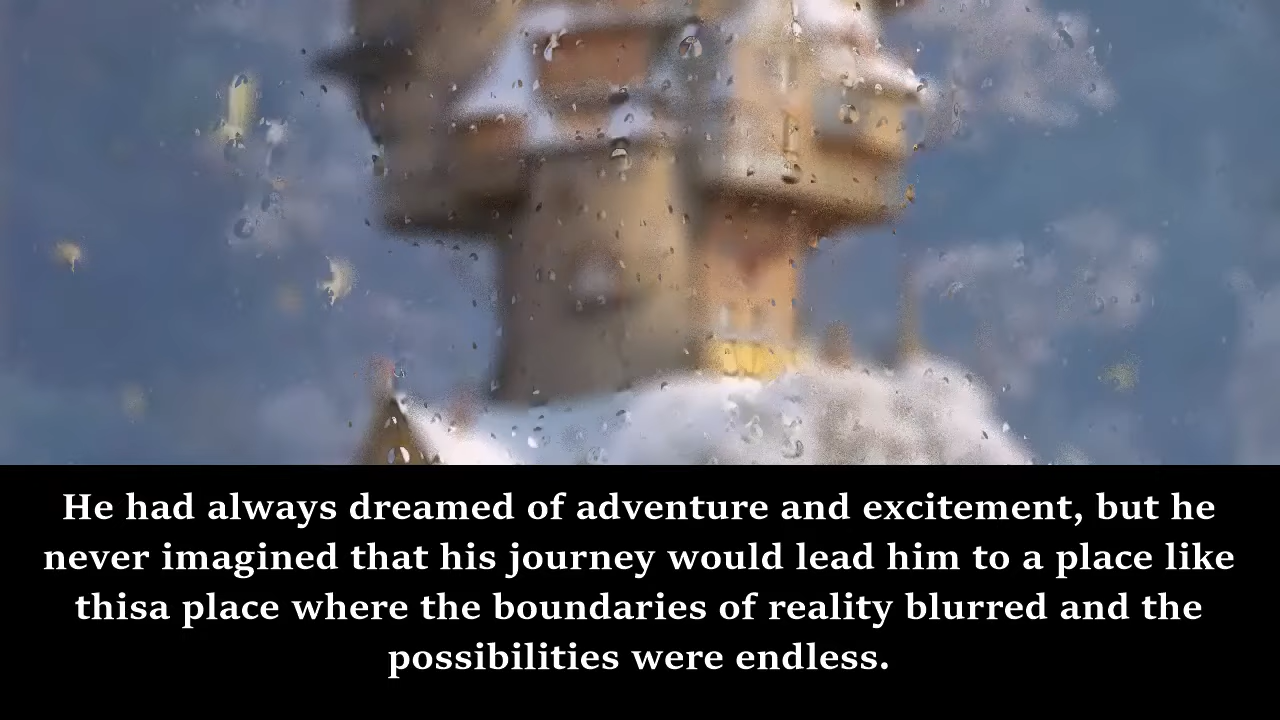 He had always dreamed of adventure and excitement, but he
never imagined that his journey would lead him to a place like
thisa place where the boundaries of reality blurred and the
possibilities were endless.